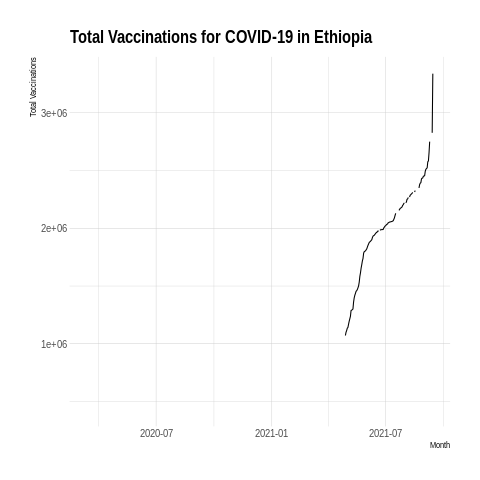 Total Vaccinations for COVID-19 in Ethiopia
Total Vaccinations
3e+06
2e+06
1e+06
2020-07 2021-01 2021-07
Month